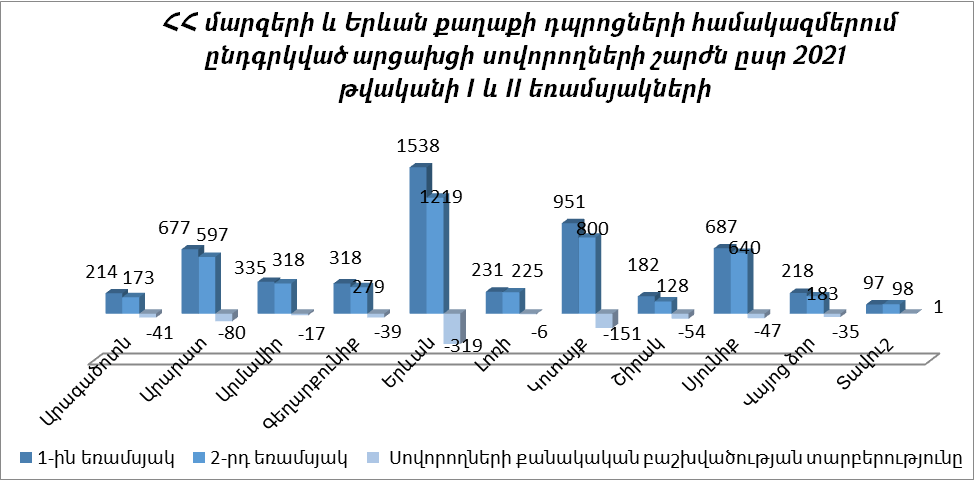 ՀՀ մարզերի և Երևան քաղաքի դպրոցների համակազմերում
ընդգրկված արցախցի սովորողների շարժն ըստ 2021
թվականի I և II եռամսյակների
214 173 -41
677 597 -80
335 318 -17
318 279 -39
1538 1219 -319
231 225 -6
951 800 -151
182 128 -54
687 640 -47
218 183 -35
97 98 1
Արագածոտն
Արարատ
Արմավիր
Գեղարքունիք
Երևան
Լոռի
Կոտայք
Շիրակ
Սյունիք
Վայոց ձոր
Տավուշ
1-ին եռամսյակ 2-րդ եռամսյակ Սովորողների քանակական բաշխվածության տարբերությունը